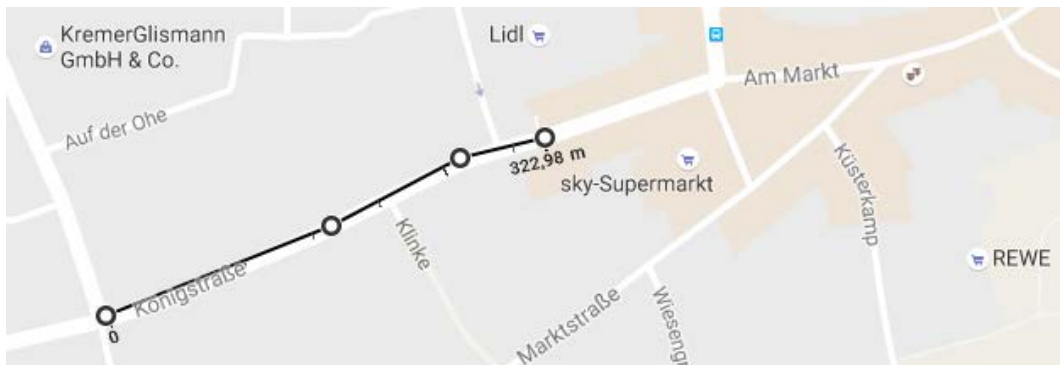 KremerGlismann
GmbH & Co.
Lidl
Am Markt
Auf der Ohe
322,98 m
sky-Supermarkt
Küsterkamp
Klinke
REWE
Königstraße
0
Marktstraße
Wiesengr